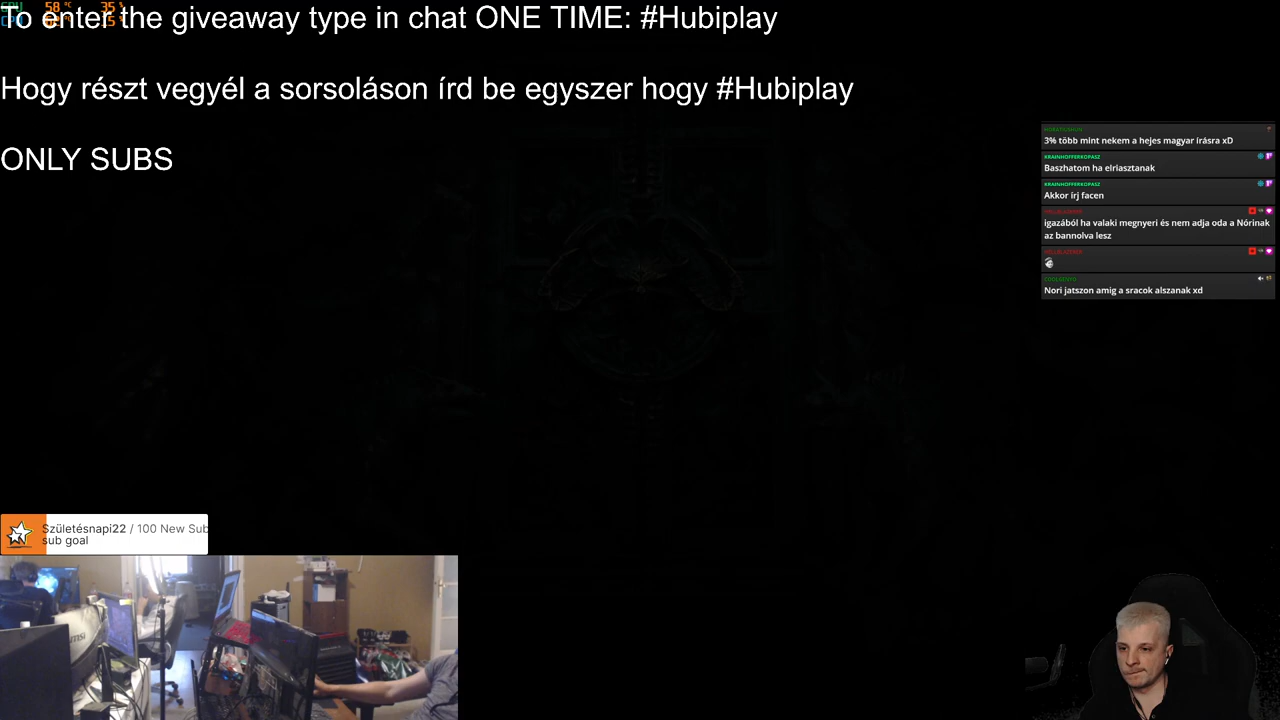 To enter the giveaway type in chat ONE TIME: #Hubiplay
Hogy részt vegyél a sorsoláson írd be egyszer hogy #Hubiplay
ONLY SUBS
3% több mint nekem a hejes magyar írásra xD
KRAINHOFFERKOPASZ
Baszhatom ha elriasztanak
KRAINHOFFERKOPASZ
Akkor írj facen
igazából ha valaki megnyeri és nem adja oda a Nórinak
az bannolva lesz
Nori jatszon amig a sracok alszanak xd
Születésnapi22 / 100 New Sub
sub goal